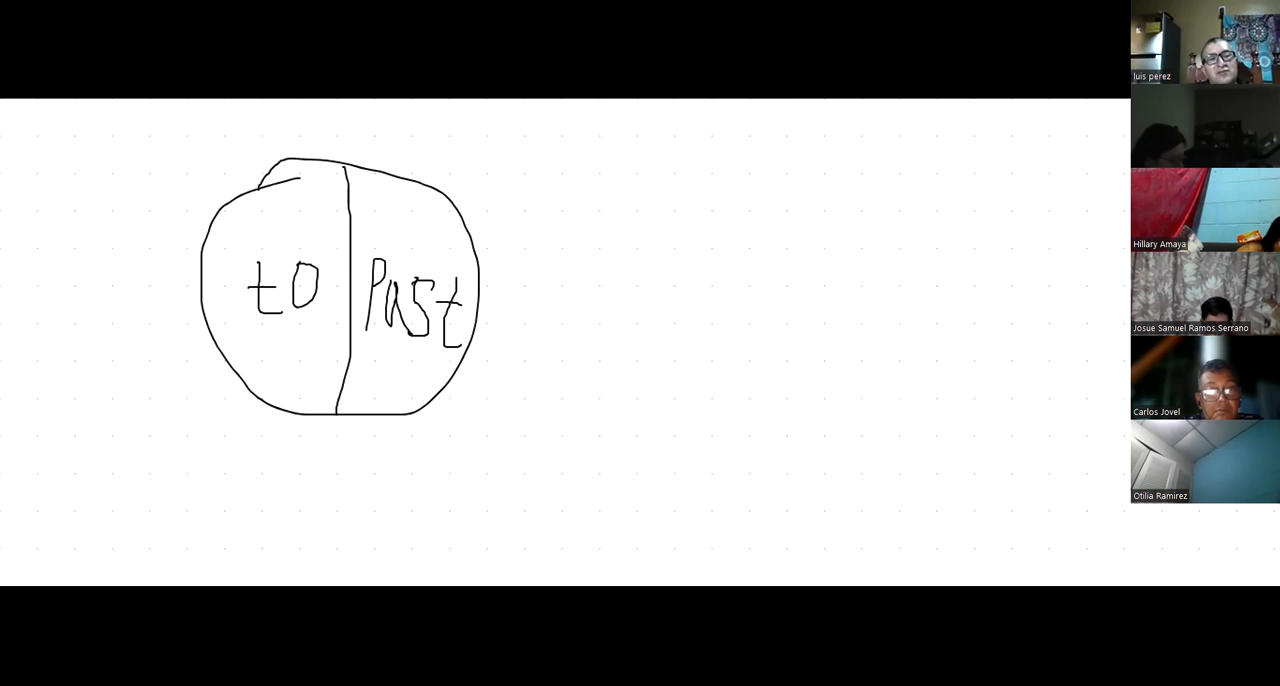 to Past
luis perez
Hillary Amaya
Josue Samuel Ramos Serrano
Carlos Jovel
Otilia Ramirez